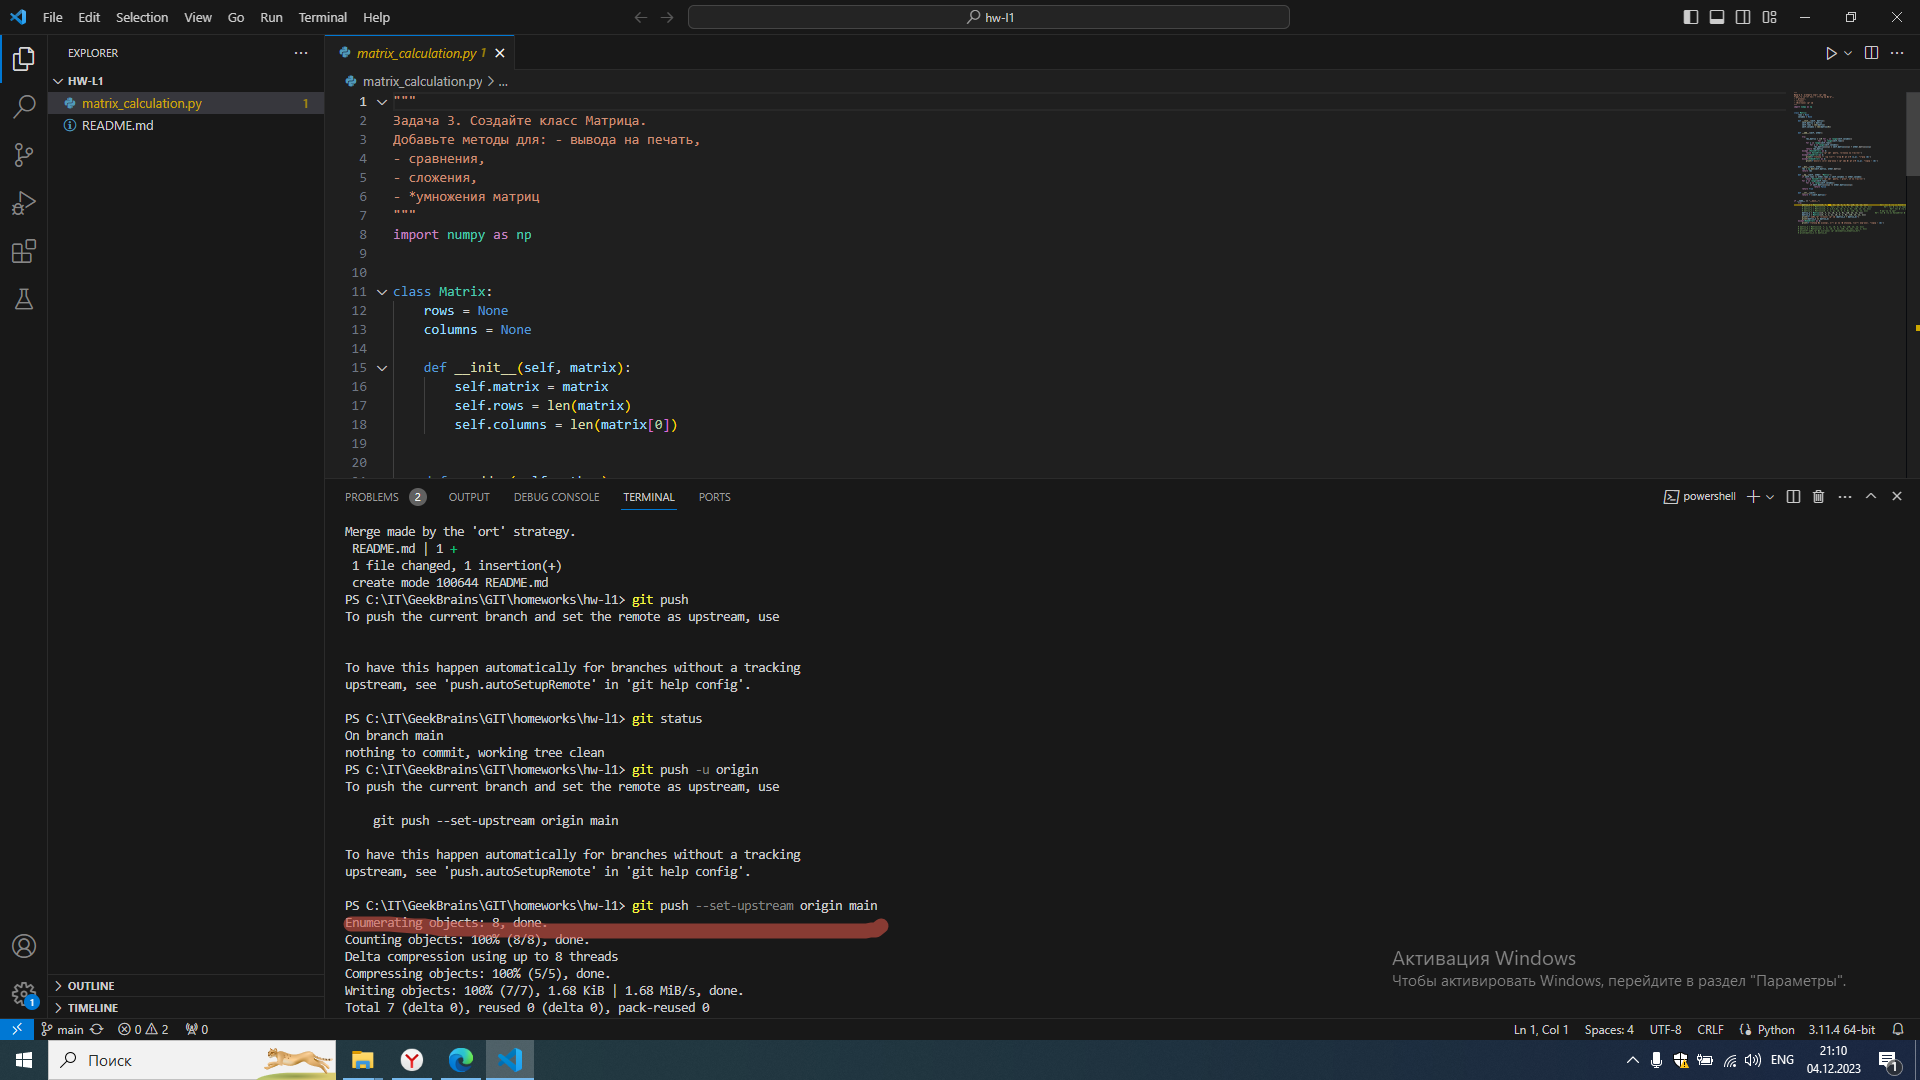 File Edit Selection View Go Run Terminal Help
hw-l1
EXPLORER
HW-L1
matrix_calculation.py 1
README.md
OUTLINE
TIMELINE
matrix_calculation.py 1
matrix_calculation.py > ...
1 """
2 Задача 3. Создайте класс Матрица.
3 Добавьте методы для: - вывода на печать,
4 - сравнения,
5 - сложения,
6 - *умножения матриц
7 """
8 import numpy as np
9
10
11 class Matrix:
12 rows = None
13 columns = None
14
15 def __init__(self, matrix):
16 self.matrix = matrix
17 self.rows = len(matrix)
18 self.columns = len(matrix[0])
19
20
PROBLEMS 2 OUTPUT DEBUG CONSOLE TERMINAL PORTS
powershell
Merge made by the 'ort' strategy.
README.md | 1 +
1 file changed, 1 insertion(+)
create mode 100644 README.md
PS C:\IT\GeekBrains\GIT\homeworks\hw-l1> git push
To push the current branch and set the remote as upstream, use
To have this happen automatically for branches without a tracking
upstream, see 'push.autoSetupRemote' in 'git help config'.
PS C:\IT\GeekBrains\GIT\homeworks\hw-l1> git status
On branch main
nothing to commit, working tree clean
PS C:\IT\GeekBrains\GIT\homeworks\hw-l1> git push -u origin
To push the current branch and set the remote as upstream, use
git push --set-upstream origin main
To have this happen automatically for branches without a tracking
upstream, see 'push.autoSetupRemote' in 'git help config'.
PS C:\IT\GeekBrains\GIT\homeworks\hw-l1> git push --set-upstream origin main
Enumerating objects: 8, done.
Counting objects: 100% (8/8), done.
Delta compression using up to 8 threads
Compressing objects: 100% (5/5), done.
Writing objects: 100% (7/7), 1.68 KiB | 1.68 MiB/s, done.
Total 7 (delta 0), reused 0 (delta 0), pack-reused 0
Активация Windows
Чтобы активировать Windows, перейдите в раздел "Параметры".
1
main 0 2 0
Ln 1, Col 1 Spaces: 4 UTF-8 CRLF Python 3.11.4 64-bit
Поиск
ENG
21:10
04.12.2023
1